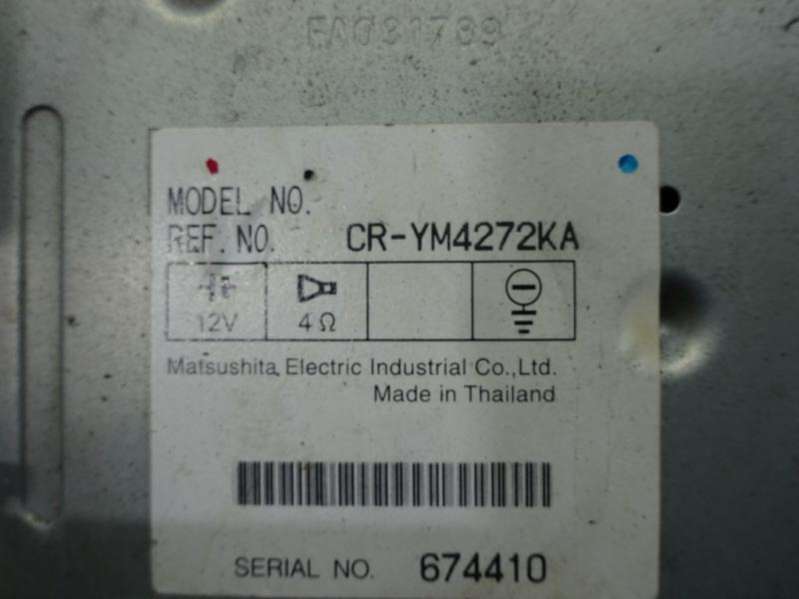 FA031739
MODEL NO.
REF. NO. CR-YM4272KA
12V 4Ω
Matsushita Electric Industrial Co.,Ltd.
Made in Thailand
SERIAL NO. 674410